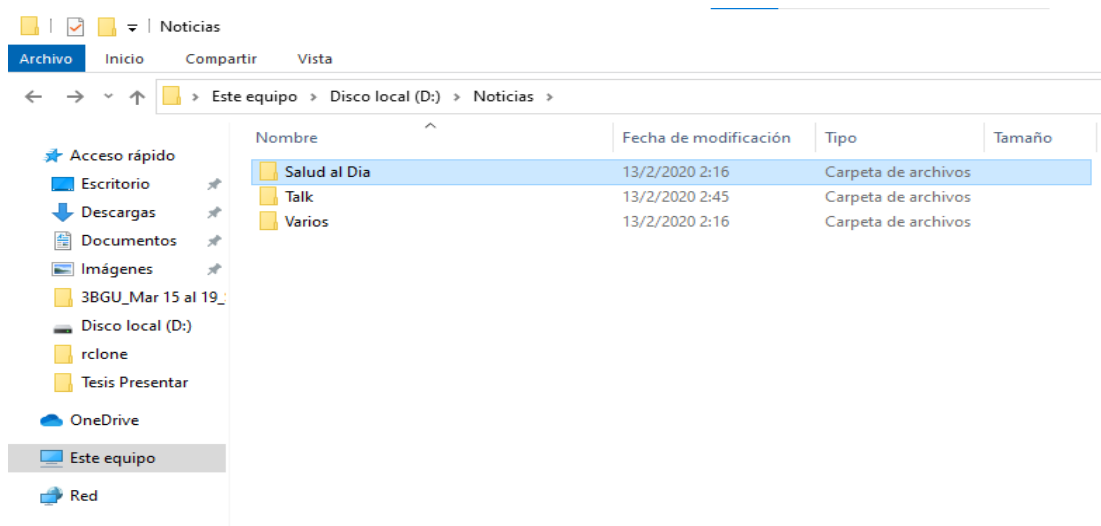 Noticias
Archivo Inicio Compartir Vista
Este equipo > Disco local (D:) > Noticias >
Acceso rápido
Escritorio
Descargas
Documentos
Imágenes
3BGU_Mar 15 al 19_
Disco local (D:)
rclone
Tesis Presentar
OneDrive
Este equipo
Red
Nombre Fecha de modificación Tipo Tamaño
Salud al Dia 13/2/2020 2:16 Carpeta de archivos
Talk 13/2/2020 2:45 Carpeta de archivos
Varios 13/2/2020 2:16 Carpeta de archivos